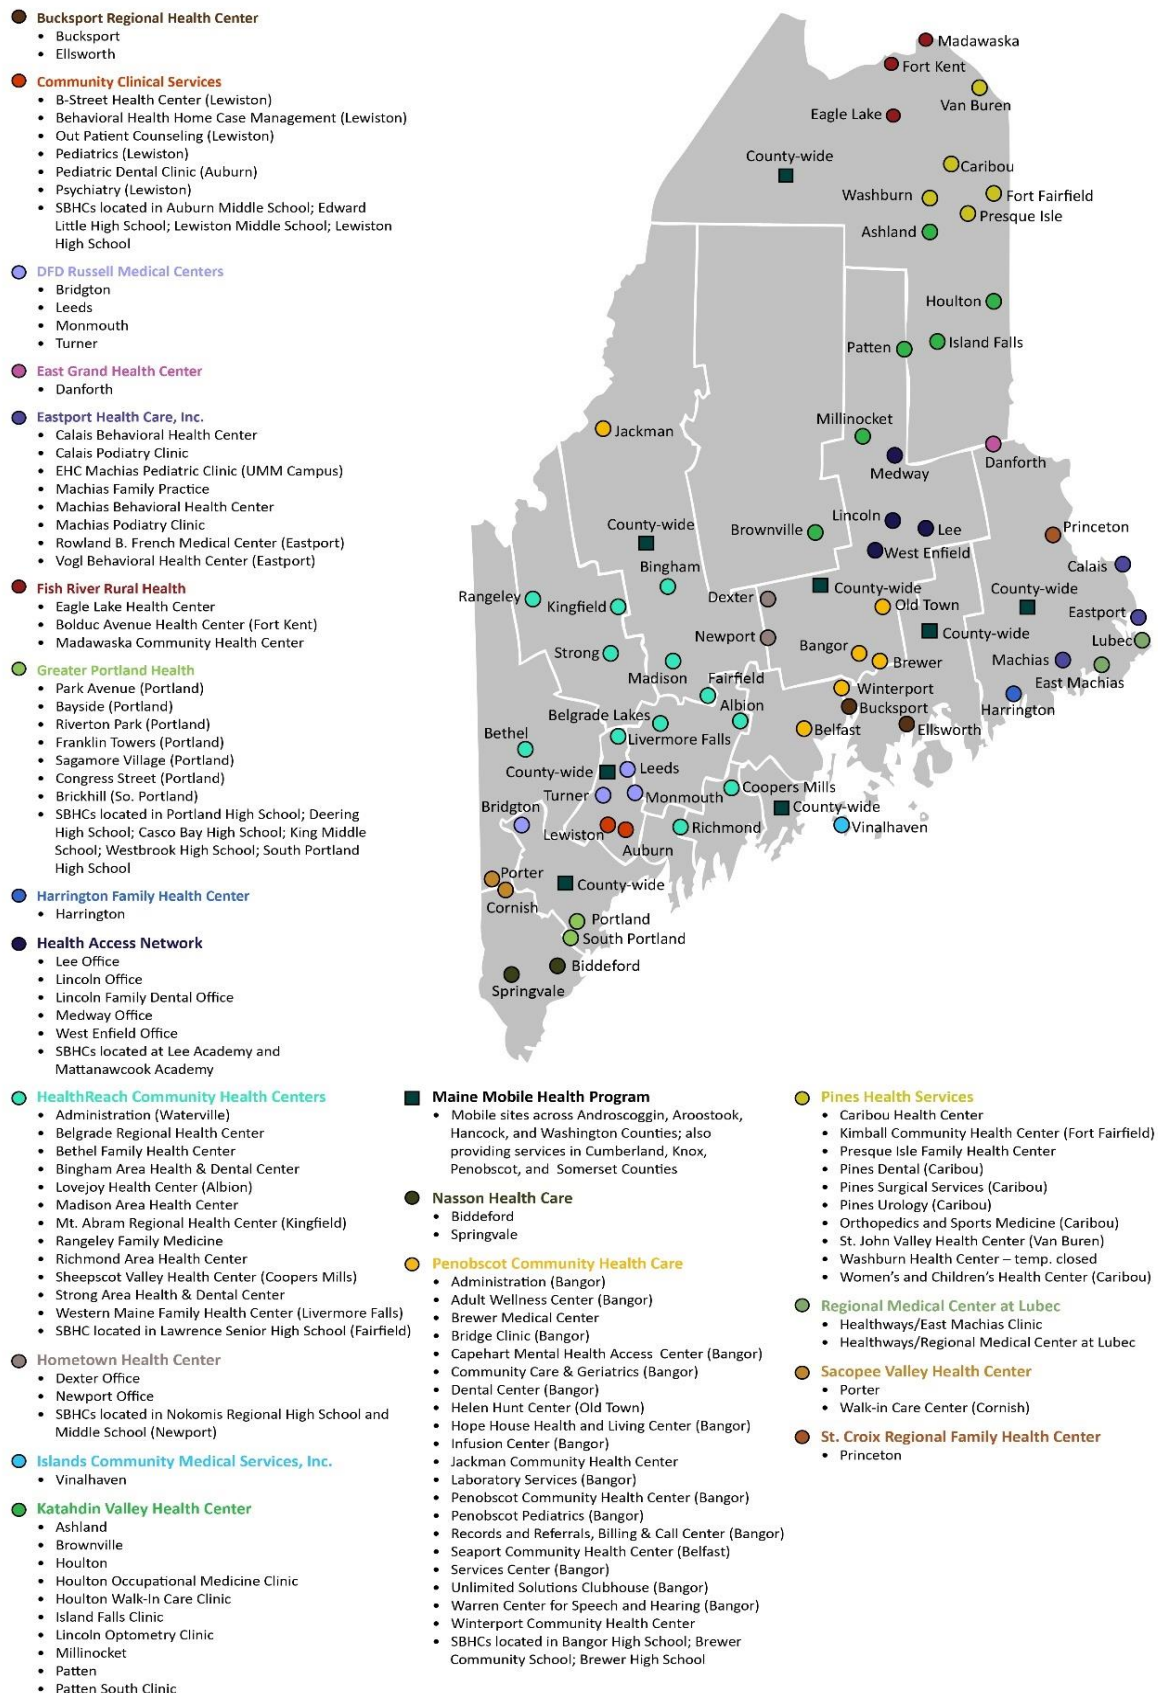 Bucksport Regional Health Center
• Bucksport
• Ellsworth
Community Clinical Services
• B-Street Health Center (Lewiston)
• Behavioral Health Home Case Management (Lewiston)
• Out Patient Counseling (Lewiston)
• Pediatrics (Lewiston)
• Pediatric Dental Clinic (Auburn)
• Psychiatry (Lewiston)
• SBHCs located in Auburn Middle School; Edward
Little High School; Lewiston Middle School; Lewiston
High School
DFD Russell Medical Centers
• Bridgton
• Leeds
• Monmouth
• Turner
East Grand Health Center
• Danforth
Eastport Health Care, Inc.
• Calais Behavioral Health Center
• Calais Podiatry Clinic
• EHC Machias Pediatric Clinic (UMM Campus)
• Machias Family Practice
• Machias Behavioral Health Center
• Machias Podiatry Clinic
• Rowland B. French Medical Center (Eastport)
• Vogl Behavioral Health Center (Eastport)
Fish River Rural Health
• Eagle Lake Health Center
• Bolduc Avenue Health Center (Fort Kent)
• Madawaska Community Health Center
Greater Portland Health
• Park Avenue (Portland)
• Bayside (Portland)
• Riverton Park (Portland)
• Franklin Towers (Portland)
• Sagamore Village (Portland)
• Congress Street (Portland)
• Brickhill (So. Portland)
• SBHCs located in Portland High School; Deering
High School; Casco Bay High School; King Middle
School; Westbrook High School; South Portland
High School
Harrington Family Health Center
• Harrington
Health Access Network
• Lee Office
• Lincoln Office
• Lincoln Family Dental Office
• Medway Office
• West Enfield Office
• SBHCs located at Lee Academy and
Mattanawcook Academy
Madawaska
Fort Kent
Van Buren
Eagle Lake
County-wide
Caribou
Washburn
Fort Fairfield
Presque Isle
Ashland
Houlton
Island Falls
Patten
Millinocket
Jackman
Danforth
Medway
Lincoln
Lee
Brownville
County-wide
Princeton
West Enfield
Bingham
Calais
County-wide
County-wide
Rangeley
Kingfield
Dexter
Old Town
Eastport
County-wide
Newport
Lubec
Strong
Bangor
Brewer
Machias
Madison
Fairfield
East Machias
Winterport
Albion
Bucksport
Harrington
Belgrade Lakes
Bethel
Livermore Falls
Belfast
Ellsworth
County-wide
Leeds
Coopers Mills
Turner
Monmouth
Bridgton
County-wide
Lewiston
Richmond
Vinalhaven
Auburn
Porter
County-wide
Cornish
Portland
South Portland
Biddeford
Springvale
HealthReach Community Health Centers
• Administration (Waterville)
• Belgrade Regional Health Center
• Bethel Family Health Center
• Bingham Area Health & Dental Center
• Lovejoy Health Center (Albion)
• Madison Area Health Center
• Mt. Abram Regional Health Center (Kingfield)
• Rangeley Family Medicine
• Richmond Area Health Center
• Sheepscot Valley Health Center (Coopers Mills)
• Strong Area Health & Dental Center
• Western Maine Family Health Center (Livermore Falls)
• SBHC located in Lawrence Senior High School (Fairfield)
Hometown Health Center
• Dexter Office
• Newport Office
• SBHCs located in Nokomis Regional High School and
Middle School (Newport)
Islands Community Medical Services, Inc.
• Vinalhaven
Katahdin Valley Health Center
• Ashland
• Brownville
• Houlton
• Houlton Occupational Medicine Clinic
• Houlton Walk-In Care Clinic
• Island Falls Clinic
• Lincoln Optometry Clinic
• Millinocket
• Patten
• Patten South Clinic
Maine Mobile Health Program
• Mobile sites across Androscoggin, Aroostook,
Hancock, and Washington Counties; also
providing services in Cumberland, Knox,
Penobscot, and Somerset Counties
Nasson Health Care
• Biddeford
• Springvale
Penobscot Community Health Care
• Administration (Bangor)
• Adult Wellness Center (Bangor)
• Brewer Medical Center
• Bridge Clinic (Bangor)
• Capehart Mental Health Access Center (Bangor)
• Community Care & Geriatrics (Bangor)
• Dental Center (Bangor)
• Helen Hunt Center (Old Town)
• Hope House Health and Living Center (Bangor)
• Infusion Center (Bangor)
• Jackman Community Health Center
• Laboratory Services (Bangor)
• Penobscot Community Health Center (Bangor)
• Penobscot Pediatrics (Bangor)
• Records and Referrals, Billing & Call Center (Bangor)
• Seaport Community Health Center (Belfast)
• Services Center (Bangor)
• Unlimited Solutions Clubhouse (Bangor)
• Warren Center for Speech and Hearing (Bangor)
• Winterport Community Health Center
• SBHCs located in Bangor High School; Brewer
Community School; Brewer High School
Pines Health Services
• Caribou Health Center
• Kimball Community Health Center (Fort Fairfield)
• Presque Isle Family Health Center
• Pines Dental (Caribou)
• Pines Surgical Services (Caribou)
• Pines Urology (Caribou)
• Orthopedics and Sports Medicine (Caribou)
• St. John Valley Health Center (Van Buren)
• Washburn Health Center – temp. closed
• Women's and Children's Health Center (Caribou)
Regional Medical Center at Lubec
• Healthways/East Machias Clinic
• Healthways/Regional Medical Center at Lubec
Sacopee Valley Health Center
• Porter
• Walk-in Care Center (Cornish)
St. Croix Regional Family Health Center
• Princeton